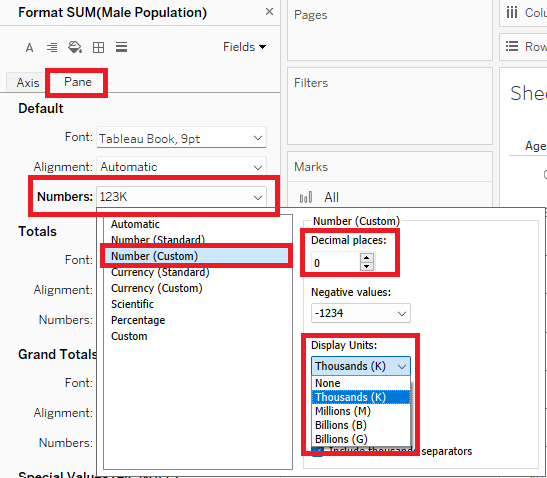 Format SUM(Male Population)
Fields
Axis
Pane
Default
Font: Tableau Book, 9pt
Alignment: Automatic
Numbers: 123K
Totals
Font:
Alignment:
Numbers:
Grand Totals
Font:
Alignment:
Numbers:
Automatic
Number (Standard)
Number (Custom)
Currency (Standard)
Currency (Custom)
Scientific
Percentage
Custom
Number (Custom)
Decimal places:
0
Negative values:
-1234
Display Units:
Thousands (K)
None
Thousands (K)
Millions (M)
Billions (B)
Billions (G)
Include thousands separators
Pages
Filters
Marks
All
Colu
Rows
Shee
Age